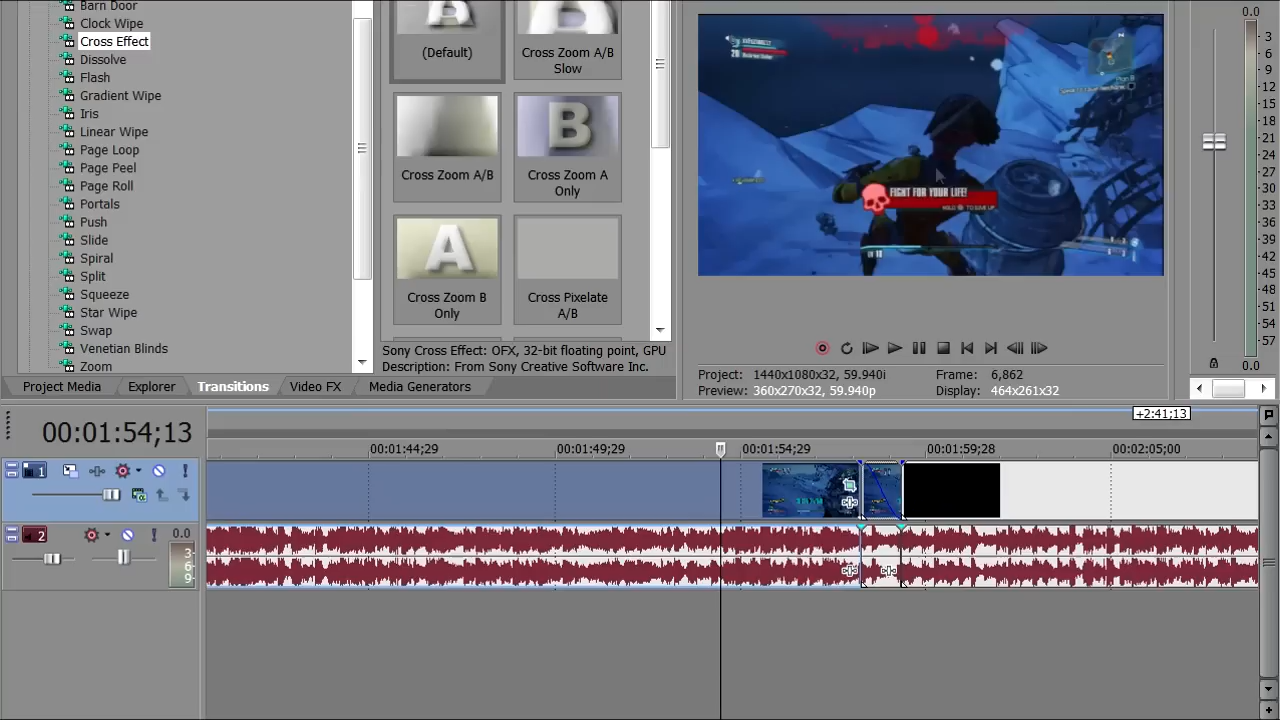 Barn Door
Clock Wipe
Cross Effect
Dissolve
Flash
Gradient Wipe
Iris
Linear Wipe
Page Loop
Page Peel
Page Roll
Portals
Push
Slide
Spiral
Split
Squeeze
Star Wipe
Swap
Venetian Blinds
Zoom
(Default)
Cross Zoom A/B
Slow
Cross Zoom A/B
B
Cross Zoom A
Only
A
Cross Zoom B
Only
Cross Pixelate
A/B
Sony Cross Effect: OFX, 32-bit floating point, GPU
Description: From Sony Creative Software Inc.
Project Media
Explorer
Transitions
Video FX
Media Generators
FIGHT FOR YOUR LIFE!
Project: 1440x1080x32, 59.940i
Preview: 360x270x32, 59.940p
Frame: 6,862
Display: 464x261x32
0.0
3
6
9
12
15
18
21
24
27
30
33
36
39
42
45
48
51
54
57
0.0
+2:41;13
00:01:54;13
00:01:44;29
00:01:49;29
00:01:54;29
00:01:59;28
00:02:05;00
1
2
0.0
3
6
9